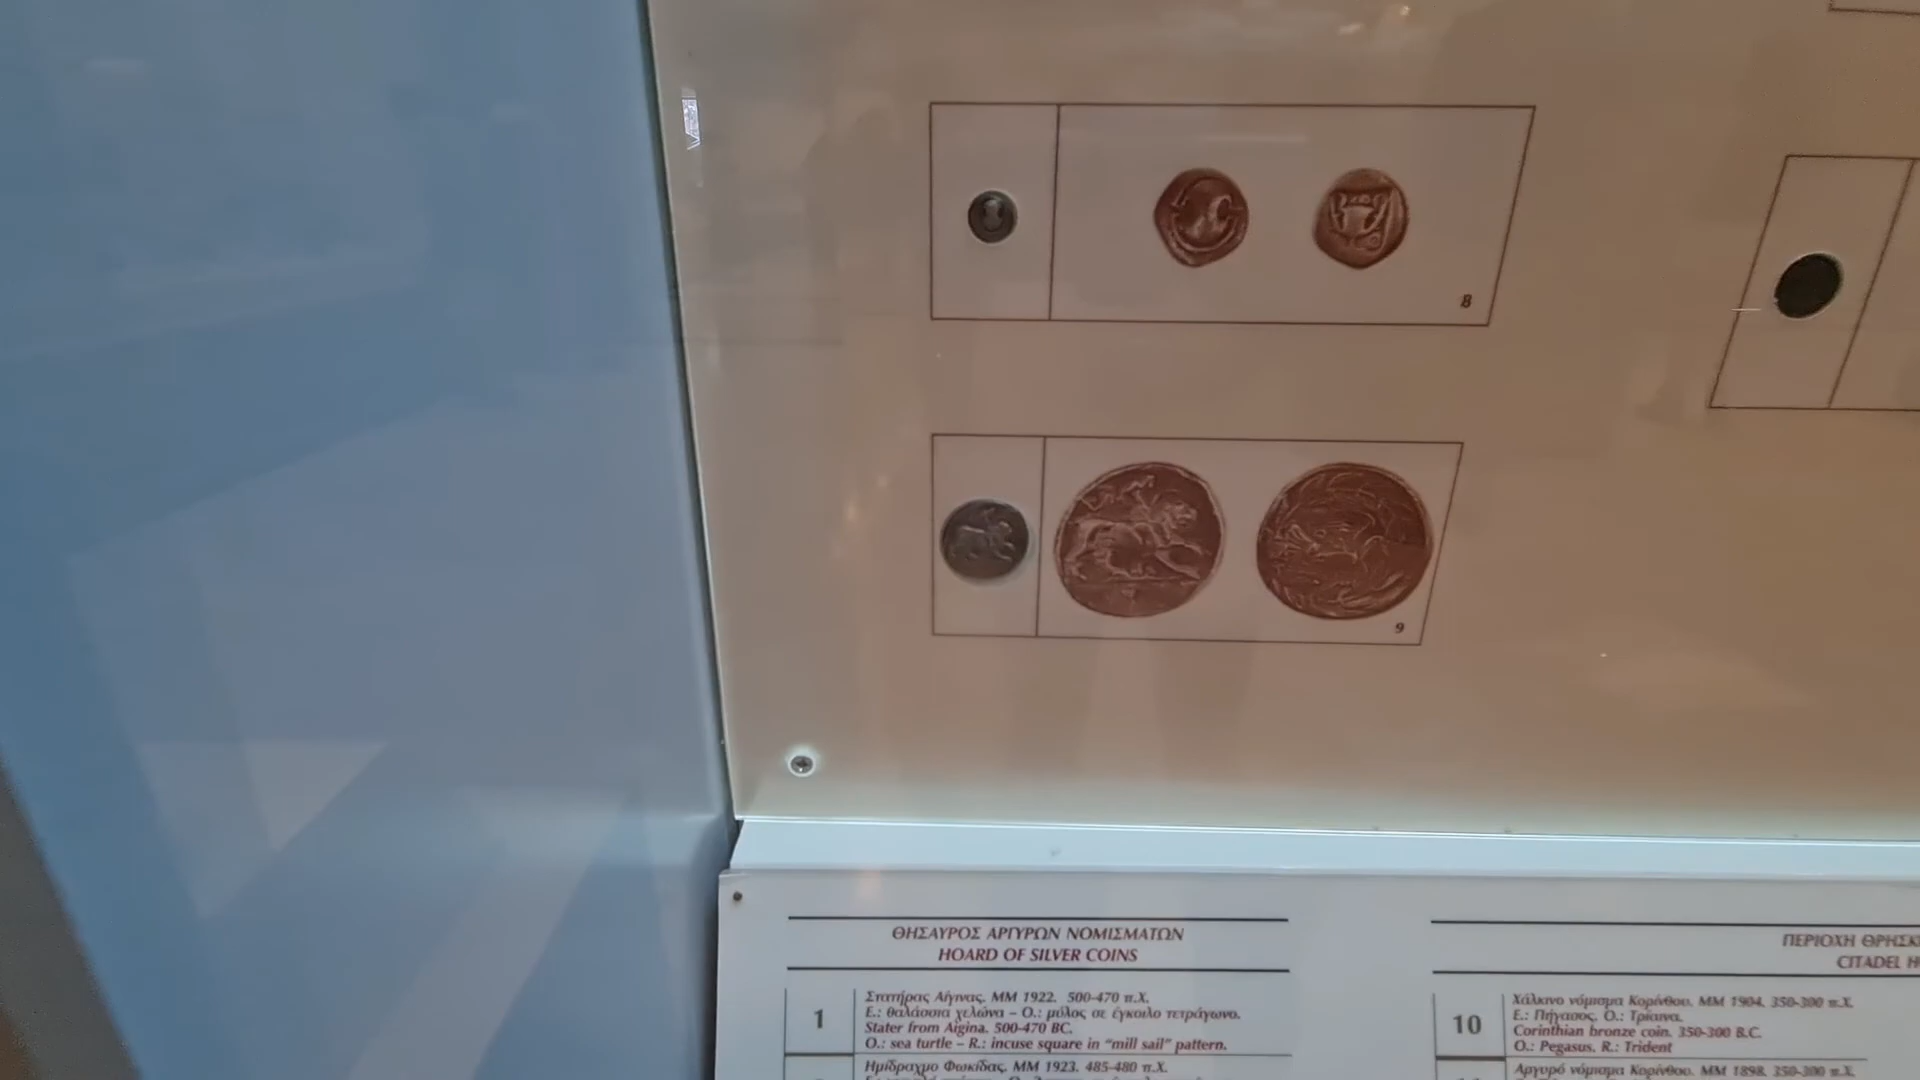 8
9
ΘΗΣΑΥΡΟΣ ΑΡΓΥΡΩΝ ΝΟΜΙΣΜΑΤΩΝ
HOARD OF SILVER COINS
1
Στατήρας Αίγινας. ΜΜ 1922. 500-470 π.Χ.
Ε.: θαλάσσια χελώνα – Ο.: μύλος σε έγκοιλο τετράγωνο.
Stater from Aigina. 500-470 BC.
O.: sea turtle – R.: incuse square in "mill sail" pattern.
Ημίδραχμο Φωκίδας. ΜΜ 1923. 485-480 π.Χ.
ΠΕΡΙΟΧΗ
CITADEL
10
Χάλκινο νόμισμα Κορίνθου. ΜΜ 1904. 350-300 π.Χ.
Ε.: Πήγασος. Ο.: Τρίαινα.
Corinthian bronze coin. 350-300 B.C.
O.: Pegasus. R.: Trident
Αργυρό νόμισμα Κορίνθου. ΜΜ 1898. 350-300 π.Χ.